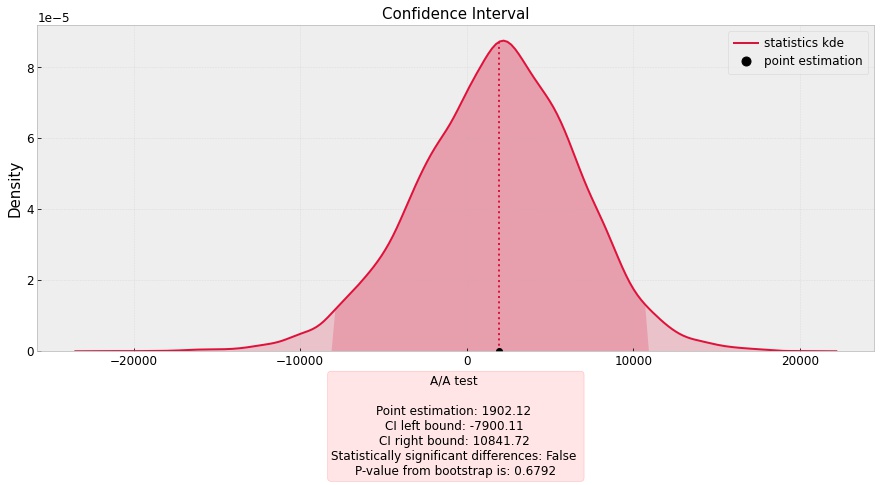 Confidence Interval
1e−5
statistics kde
point estimation
8
6
4
2
0
Density
−20000
−10000
0
10000
20000
A/A test
Point estimation: 1902.12
CI left bound: -7900.11
CI right bound: 10841.72
Statistically significant differences: False
P-value from bootstrap is: 0.6792